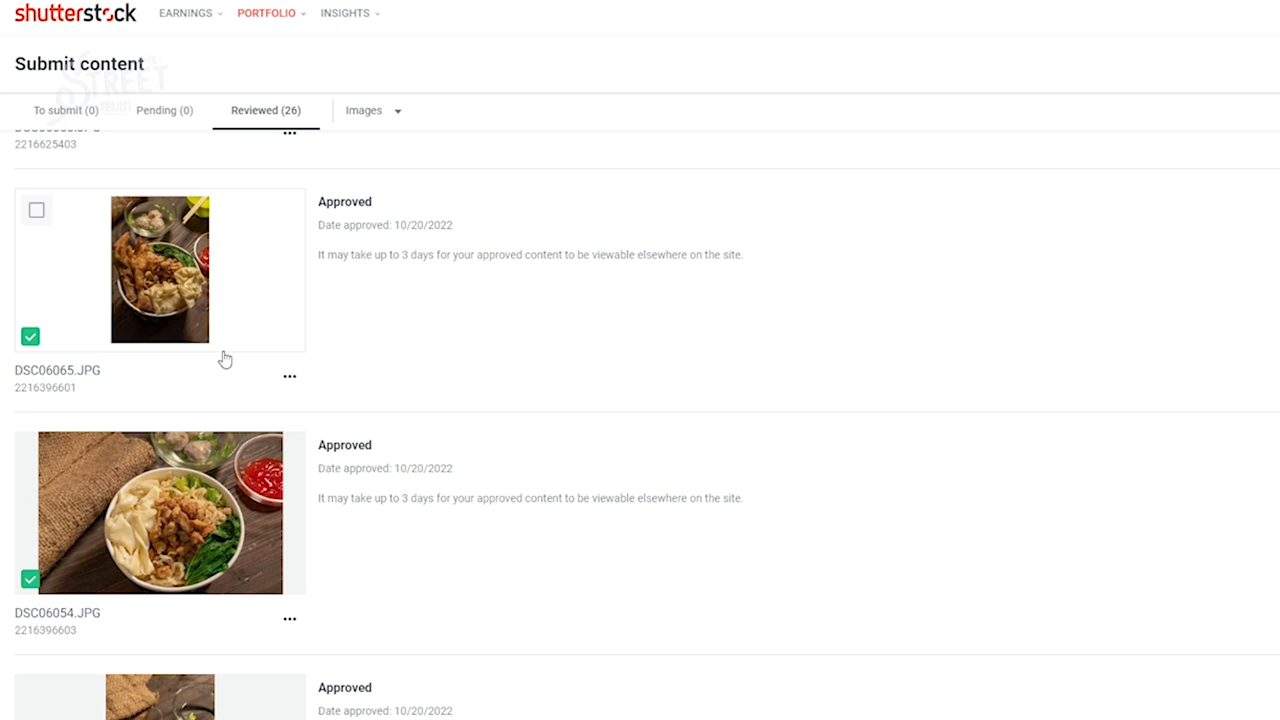 shutterstock
EARNINGS
PORTFOLIO
INSIGHTS
Submit content
STREET
PROJECT
To submit (0)
Pending (0)
Reviewed (26)
Images
2216625403
Approved
Date approved: 10/20/2022
It may take up to 3 days for your approved content to be viewable elsewhere on the site.
DSC06065.JPG
2216396601
Approved
Date approved: 10/20/2022
It may take up to 3 days for your approved content to be viewable elsewhere on the site.
DSC06054.JPG
2216396603
Approved
Date approved: 10/20/2022